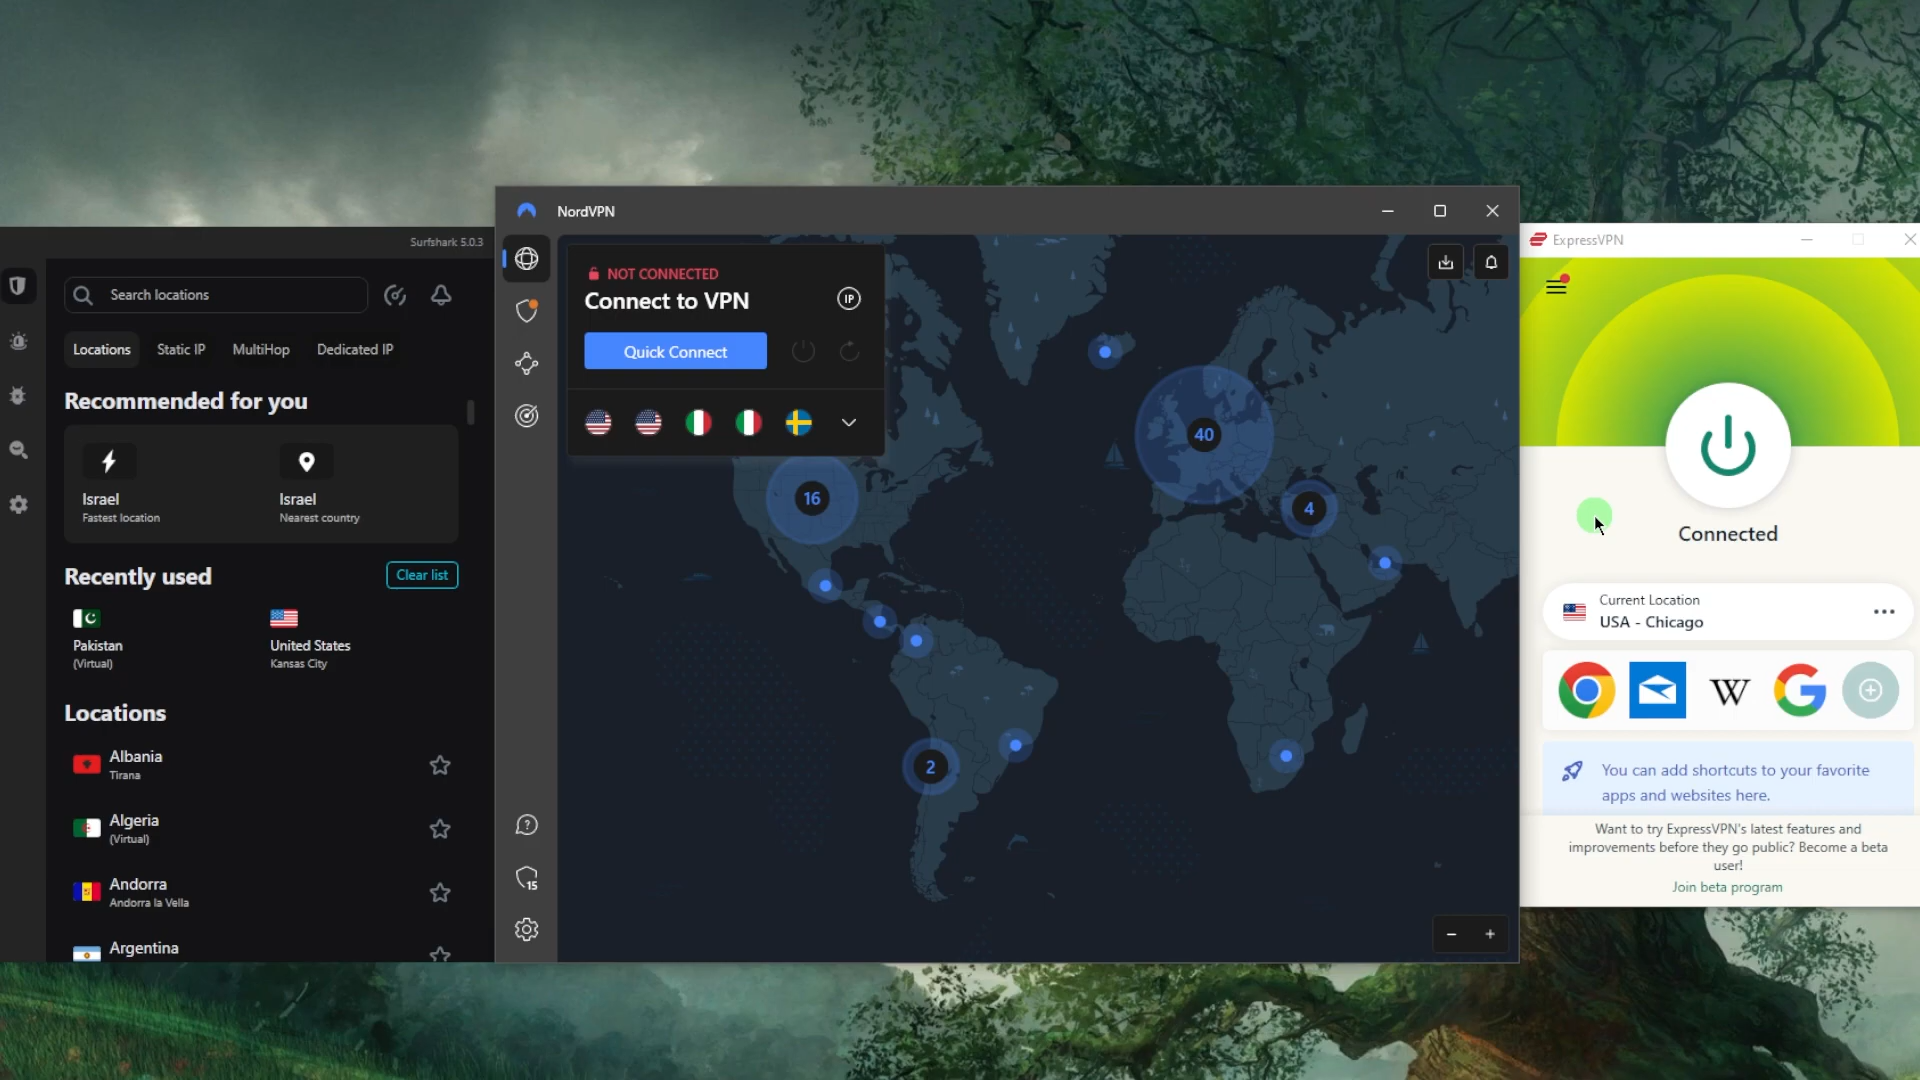 Surfshark 5.0.3
Search locations
Locations
Static IP
MultiHop
Dedicated IP
Recommended for you
Israel
Fastest location
Israel
Nearest country
Recently used
Clear list
Pakistan
(Virtual)
United States
Kansas City
Locations
Albania
Tirana
Algeria
(Virtual)
Andorra
Andorra la Vella
Argentina
NordVPN
NOT CONNECTED
Connect to VPN
IP
Quick Connect
40
16
4
2
15
ExpressVPN
Connected
Current Location
USA - Chicago
W
G
You can add shortcuts to your favorite
apps and websites here.
Want to try ExpressVPN's latest features and
improvements before they go public? Become a beta
user!
Join beta program